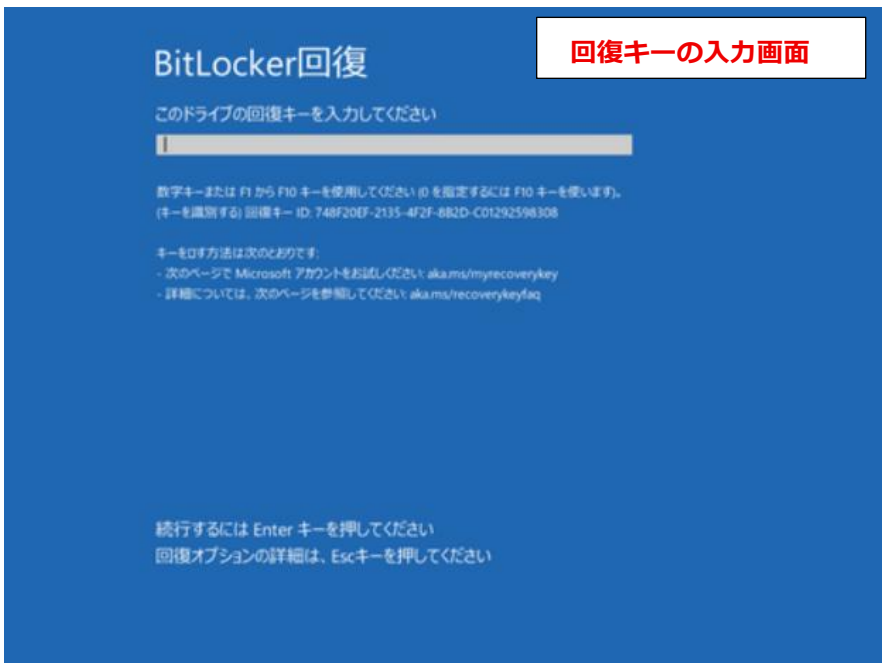 BitLocker回復
回復キーの入力画面
このドライブの回復キーを入力してください
数字キーまたは F1 から F10 キーを使用してください (0 を指定するには F10 キーを使います)。
(キーを識別する) 回復キー ID: 748F20EF-2135-4F2F-8B2D-C01292598308
キーをロす方法は次のとおりです:
- 次のページで Microsoft アカウントをお試しください: aka.ms/myrecoverykey
- 詳細については、次のページを参照してください: aka.ms/recoverykeyfaq
続行するには Enter キーを押してください
回復オプションの詳細は、Escキーを押してください